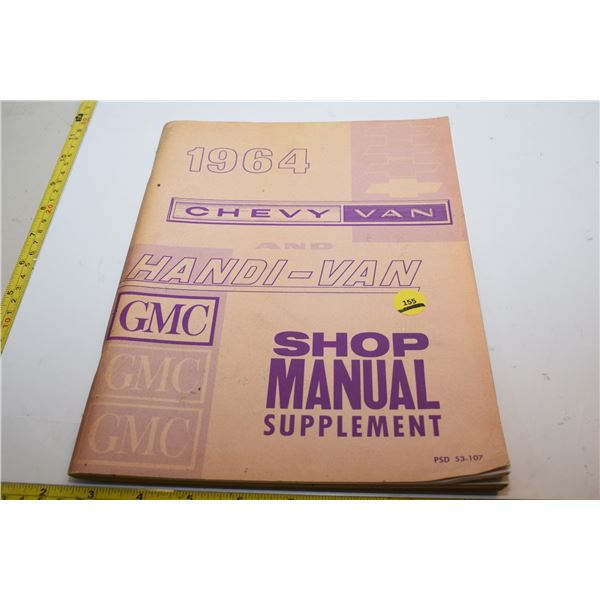 1964
CHEVY VAN
AND
HANDI-VAN
155
GMC
GMC
GMC
SHOP
MANUAL
SUPPLEMENT
PSD 53-107